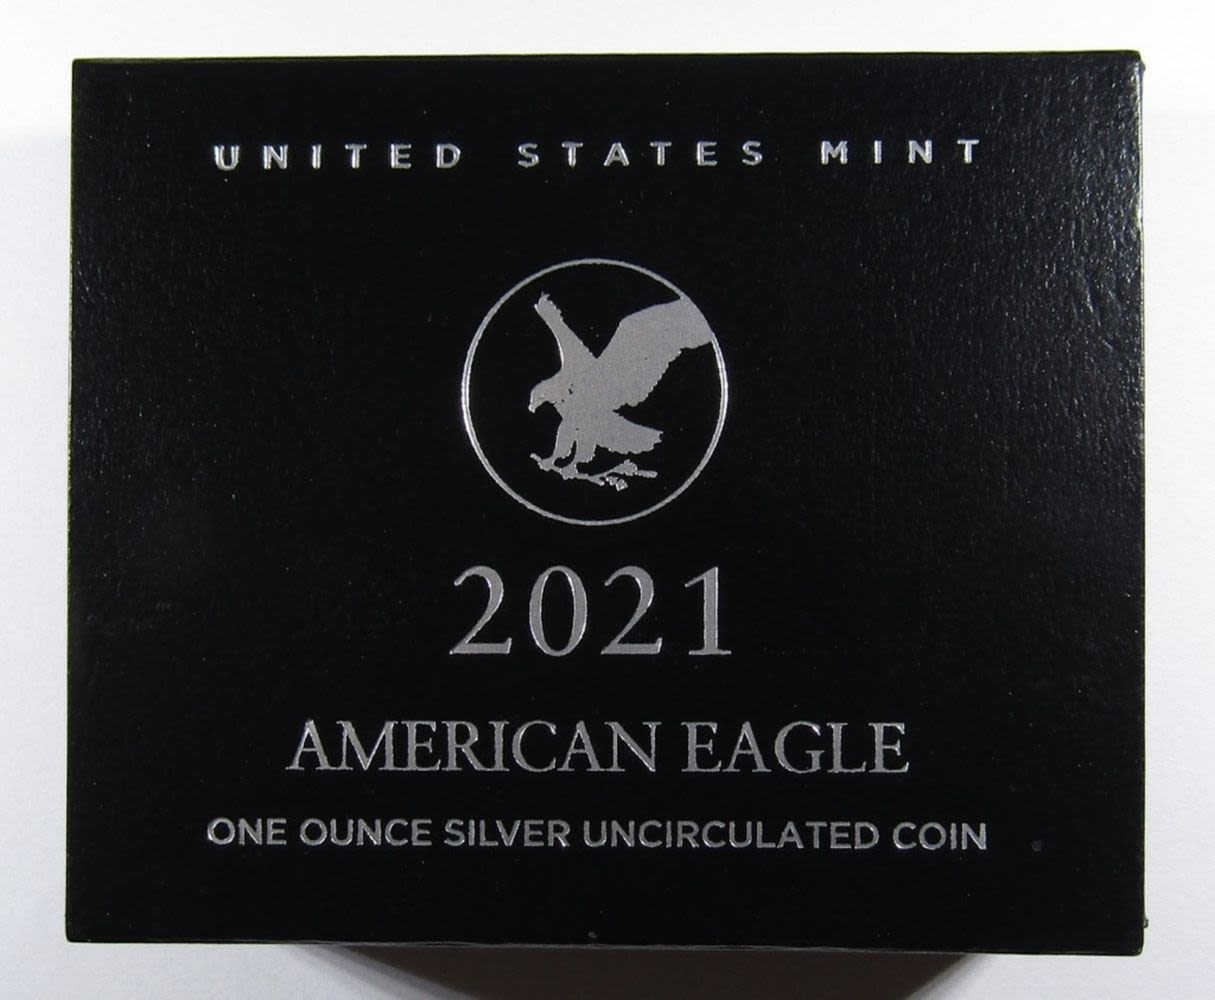 UNITED STATES MINT
2021
AMERICAN EAGLE
ONE OUNCE SILVER UNCIRCULATED COIN